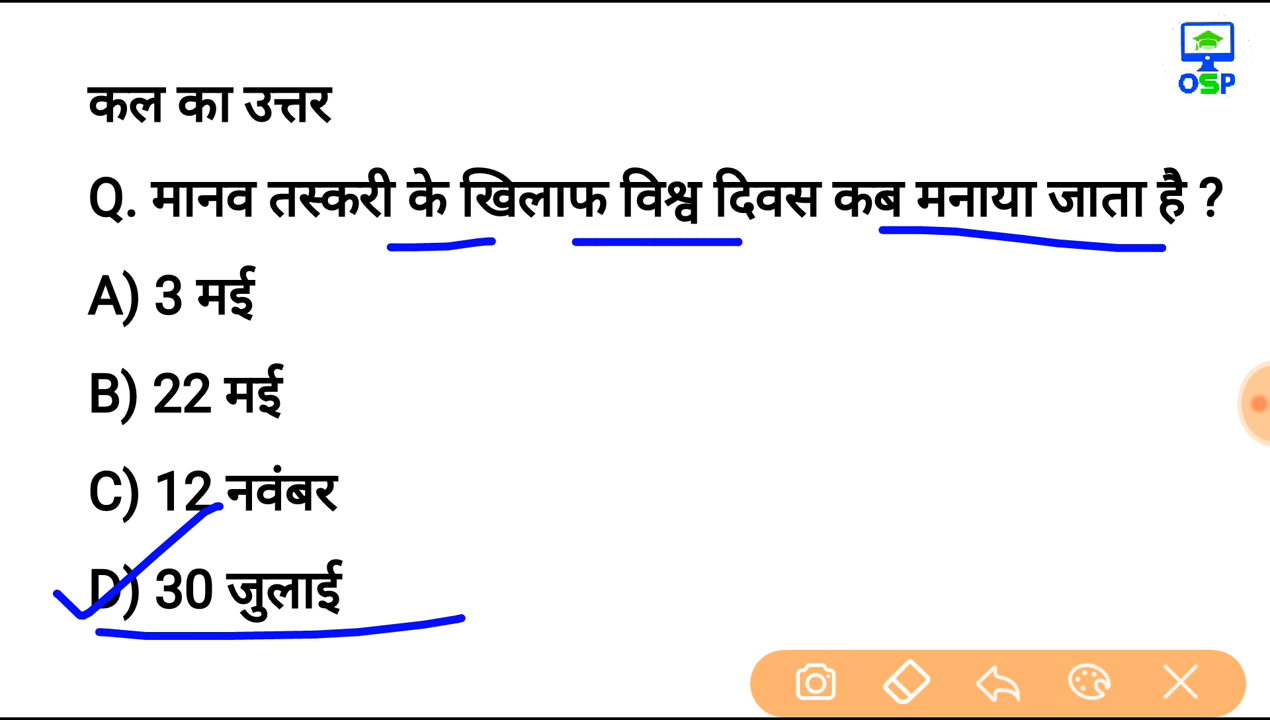 OSP
कल का उत्तर
Q. मानव तस्करी के खिलाफ विश्व दिवस कब मनाया जाता है ?
A) 3 मई
B) 22 मई
C) 12 नवंबर
D) 30 जुलाई